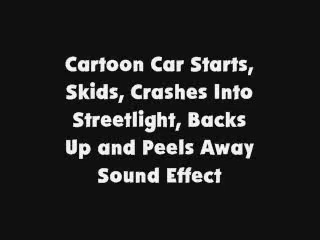 Cartoon Car Starts,
Skids, Crashes Into
Streetlight, Backs
Up and Peels Away
Sound Effect